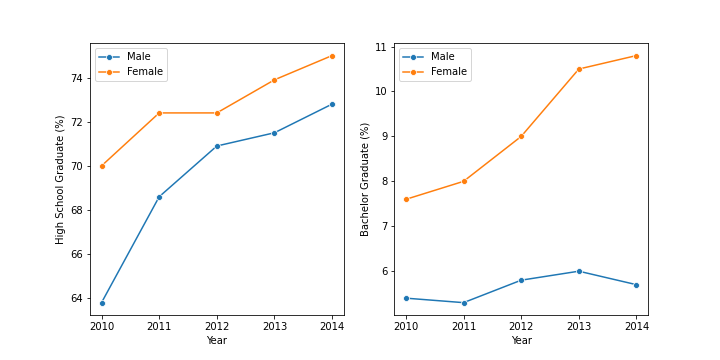 Male
Female
High School Graduate (%)
74
72
70
68
66
64
2010 2011 2012 2013 2014
Year
Male
Female
Bachelor Graduate (%)
11
10
9
8
7
6
2010 2011 2012 2013 2014
Year